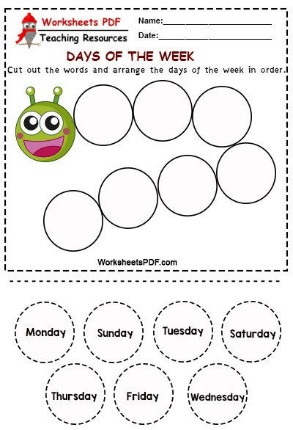 Worksheets PDF
Teaching Resources
Name:
Date:
DAYS OF THE WEEK
Cut out the words and arrange the days of the week in order.
WorksheetsPDF.com
Monday
Sunday
Tuesday
Saturday
Thursday
Friday
Wednesday